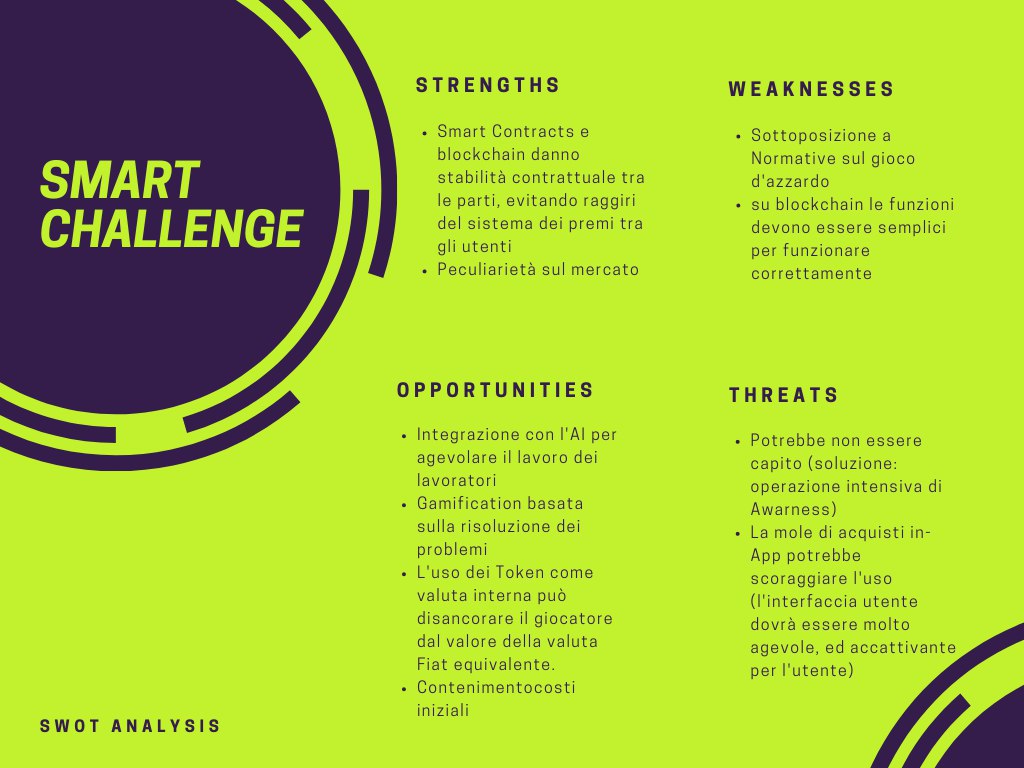 SMART
CHALLENGE
STRENGTHS
• Smart Contracts e
blockchain danno
stabilità contrattuale tra
le parti, evitando raggiri
del sistema dei premi tra
gli utenti
• Peculiarietà sul mercato
WEAKNESSES
• Sottoposizione a
Normative sul gioco
d'azzardo
• su blockchain le funzioni
devono essere semplici
per funzionare
correttamente
OPPORTUNITIES
• Integrazione con l'AI per
agevolare il lavoro dei
lavoratori
• Gamification basata
sulla risoluzione dei
problemi
• L'uso dei Token come
valuta interna può
disancorare il giocatore
dal valore della valuta
Fiat equivalente.
• Contenimentocosti
iniziali
THREATS
• Potrebbe non essere
capito (soluzione:
operazione intensiva di
Awarness)
• La mole di acquisti in-
App potrebbe
scoraggiare l'uso
(l'interfaccia utente
dovrà essere molto
agevole, ed accattivante
per l'utente)
SWOT ANALYSIS